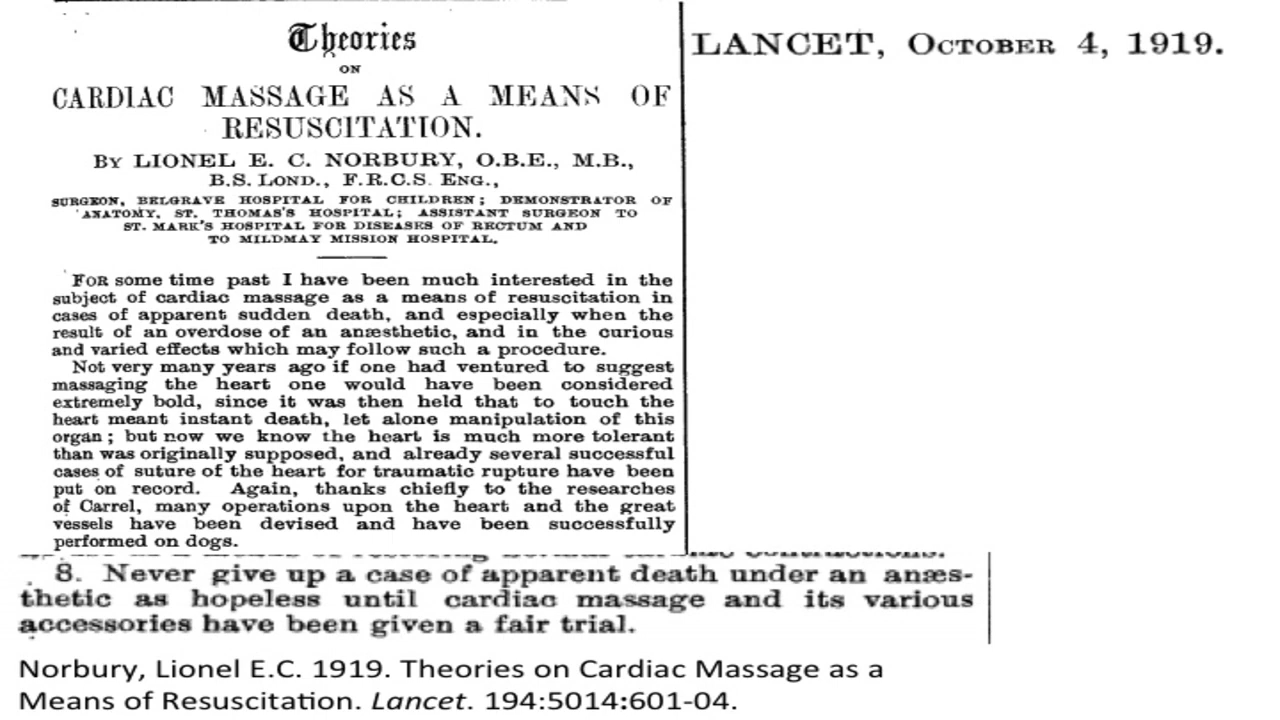 Theories
ON
CARDIAC MASSAGE AS A MEANS OF
RESUSCITATION.
BY LIONEL E. C. NORBURY, O.B.E., M.B.,
B.S. LOND., F.R.C.S. ENG.,
SURGEON, BELGRAVE HOSPITAL FOR CHILDREN; DEMONSTRATOR OF
ANATOMY, ST. THOMAS'S HOSPITAL; ASSISTANT SURGEON TO
ST. MARK'S HOSPITAL FOR DISEASES OF RECTUM AND
TO MILDMAY MISSION HOSPITAL.
FOR some time past I have been much interested in the
subject of cardiac massage as a means of resuscitation in
cases of apparent sudden death, and especially when the
result of an overdose of an anæsthetic, and in the curious
and varied effects which may follow such a procedure.
Not very many years ago if one had ventured to suggest
massaging the heart one would have been considered
extremely bold, since it was then held that to touch the
heart meant instant death, let alone manipulation of this
organ; but now we know the heart is much more tolerant
than was originally supposed, and already several successful
cases of suture of the heart for traumatic rupture have been
put on record. Again, thanks chiefly to the researches
of Carrel, many operations upon the heart and the great
vessels have been devised and have been successfully
performed on dogs.
LANCET, OCTOBER 4, 1919.
8. Never give up a case of apparent death under an anæs-
thetic as hopeless until cardiac massage and its various
accessories have been given a fair trial.
Norbury, Lionel E.C. 1919. Theories on Cardiac Massage as a
Means of Resuscitation. Lancet. 194:5014:601-04.